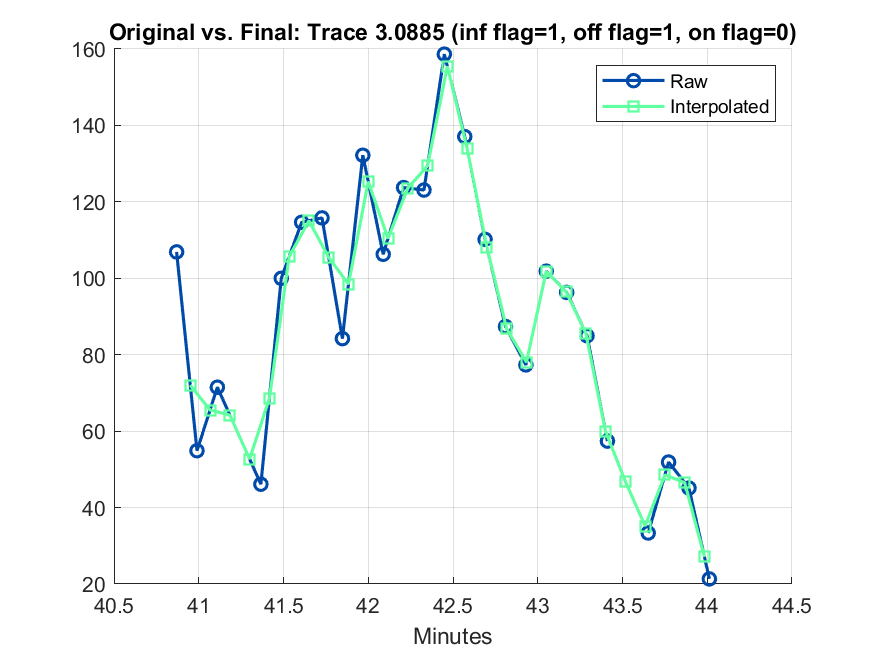 Original vs. Final: Trace 3.0885 (inf flag=1, off flag=1, on flag=0)
160
140
120
100
80
60
40
20
Raw
Interpolated
40.5 41 41.5 42 42.5 43 43.5 44 44.5
Minutes